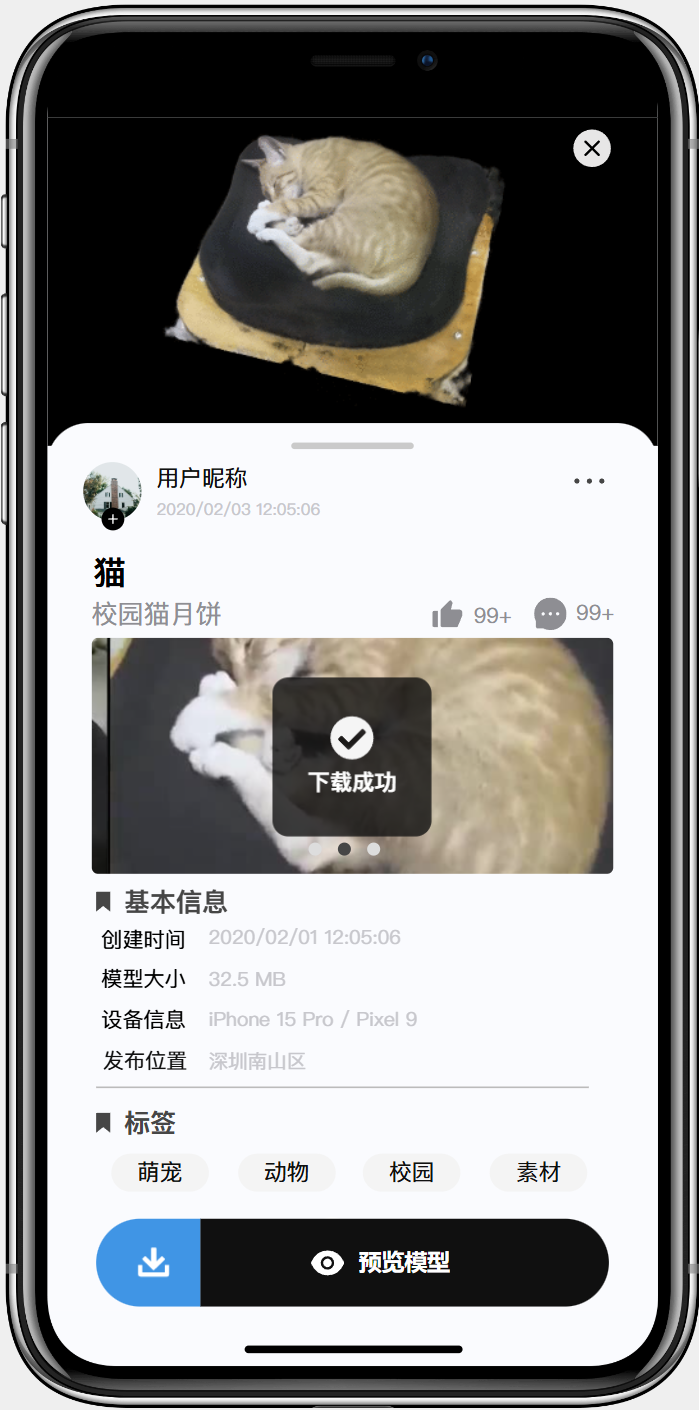 用户昵称
2020/02/03 12:05:06
猫
校园猫月饼
99+
99+
下载成功
基本信息
创建时间 2020/02/01 12:05:06
模型大小 32.5 MB
设备信息 iPhone 15 Pro / Pixel 9
发布位置 深圳南山区
标签
萌宠 动物 校园 素材
预览模型